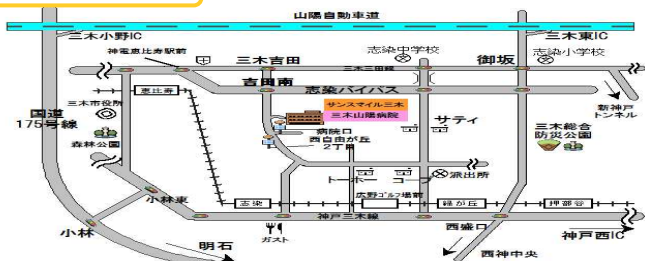 山陽自動車道
三木小野IC
三木東IC
神電恵比寿駅前
三木吉田
志染中学校
御坂
志染小学校
三木三田線
吉田南
志染バイパス
恵比寿
三木市役所
国道
175号線
サンスマイル三木
三木山陽病院
新神戸
トンネル
病院口
サティ
西自由が丘
2丁目
三木総合
防災公園
森林公園
トーホー
コープ
派出所
小林東
志染
広野ゴルフ場前
緑が丘
押部谷
小林
神戸三木線
ガスト
西盛口
神戸西IC
明石
西神中央